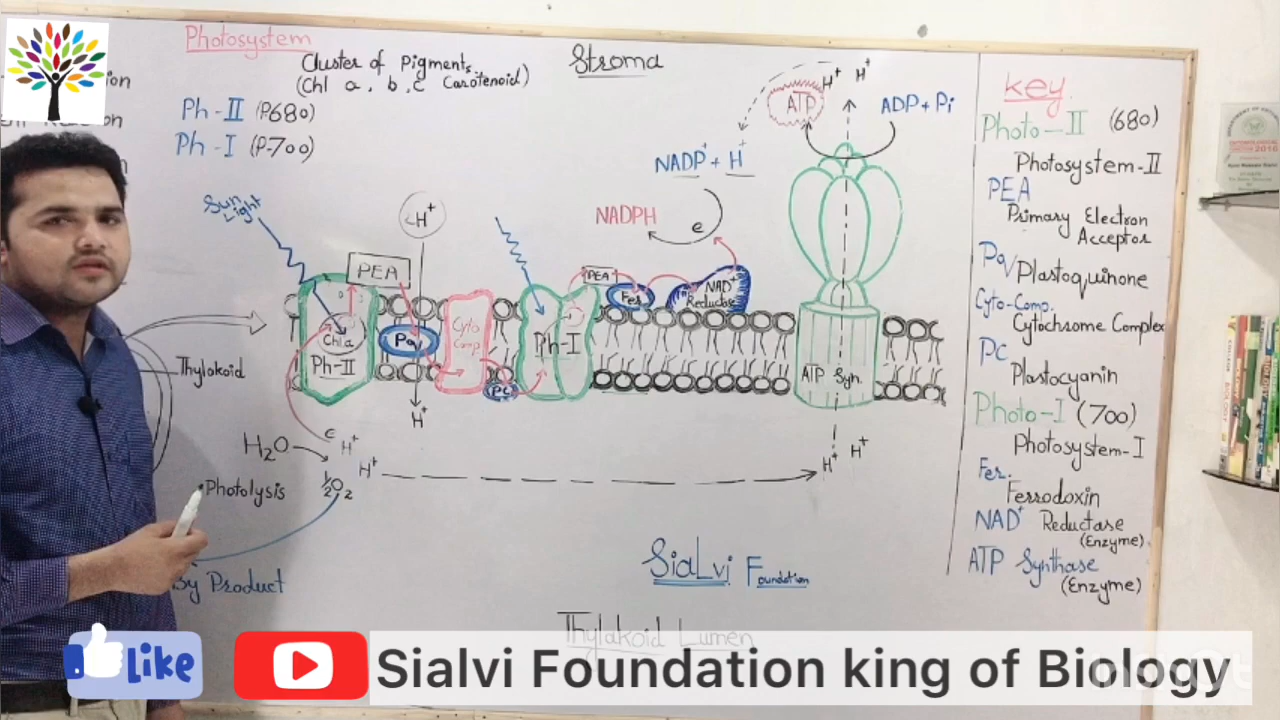 Photosystem
Cluster of Pigments
(Chl a, b, c Carotenoid)
Ph-II (P680)
Ph-I (P700)
Stroma
Sun
Light
H⁺
PEA
Chl a
Ph-II
Pq
Cyto
Comp
PC
Ph-I
PEA
Fer
NAD⁺
Reductase
NADPH
e
NADP⁺ + H⁺
ATP
H⁺
H⁺
ADP + Pi
ATP Syn.
Thylakoid
H⁺
H₂O
e
H⁺
H⁺
½O₂
Photolysis
By Product
H⁺
H⁺
Sialvi Foundation
Thylakoid Lumen
Key
Photo-II (680)
Photosystem-II
PEA
Primary Electron
Acceptor
Pq
Plastoquinone
Cyto-Comp.
Cytochsome Complex
PC
Plastocyanin
Photo-I (700)
Photosystem-I
Fer.
Ferrodoxin
NAD⁺ Reductase
(Enzyme)
ATP Synthase
(Enzyme)
Like
Sialvi Foundation king of Biology